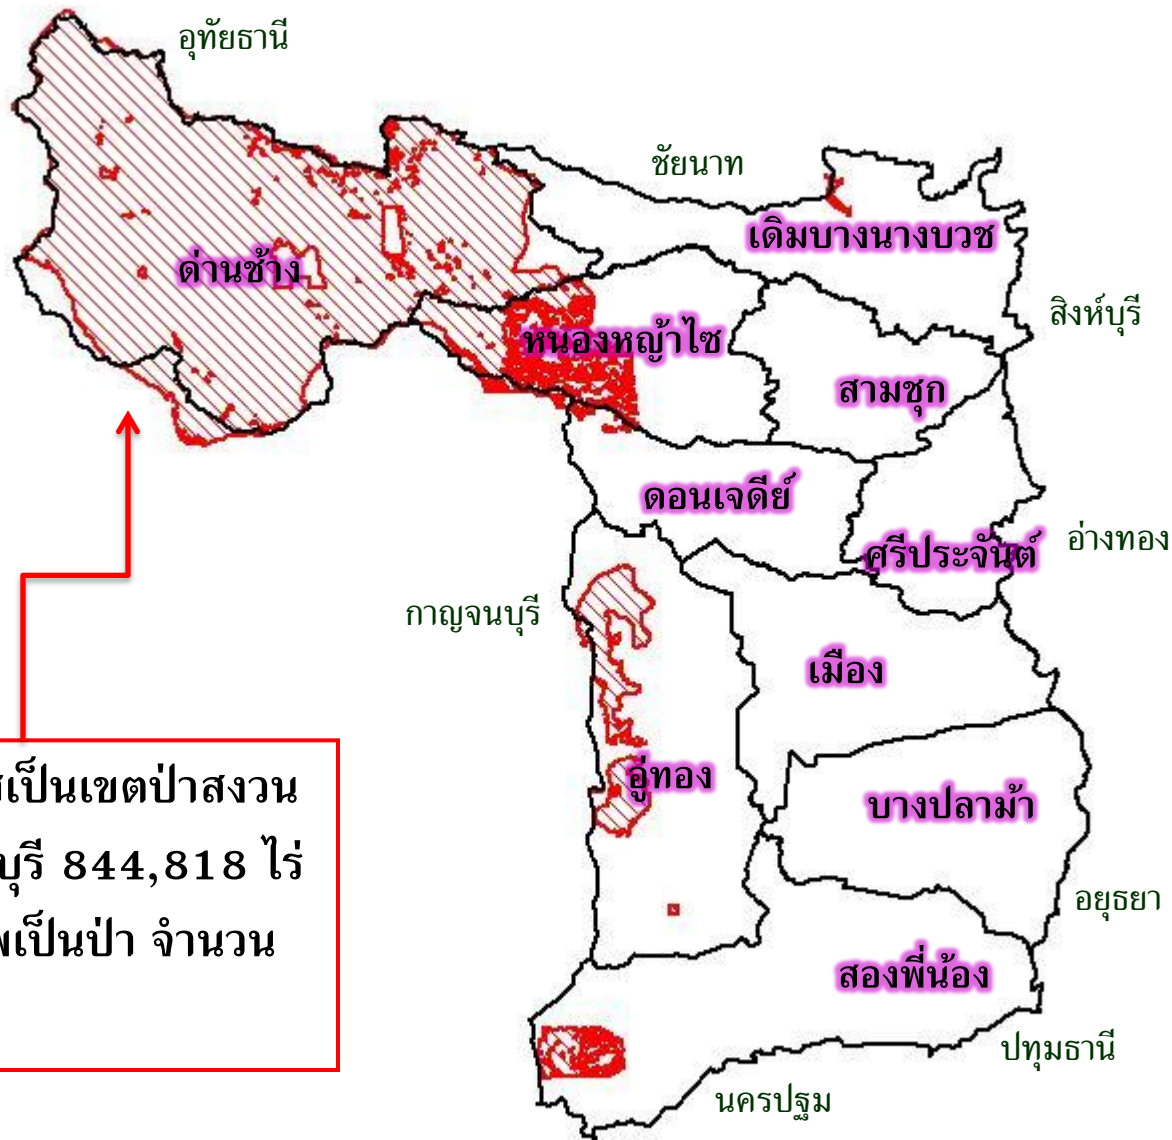 อุทัยธานี
ชัยนาท
เดิมบางนางบวช
ด่านช้าง
สิงห์บุรี
หนองหญ้าไซ
สามชุก
ดอนเจดีย์
ศรีประจันต์
อ่างทอง
กาญจนบุรี
เมือง
อู่ทอง
บางปลาม้า
เป็นเขตป่าสงวน
บุรี 844,818 ไร่
เป็นป่า จำนวน
อยุธยา
สองพี่น้อง
ปทุมธานี
นครปฐม